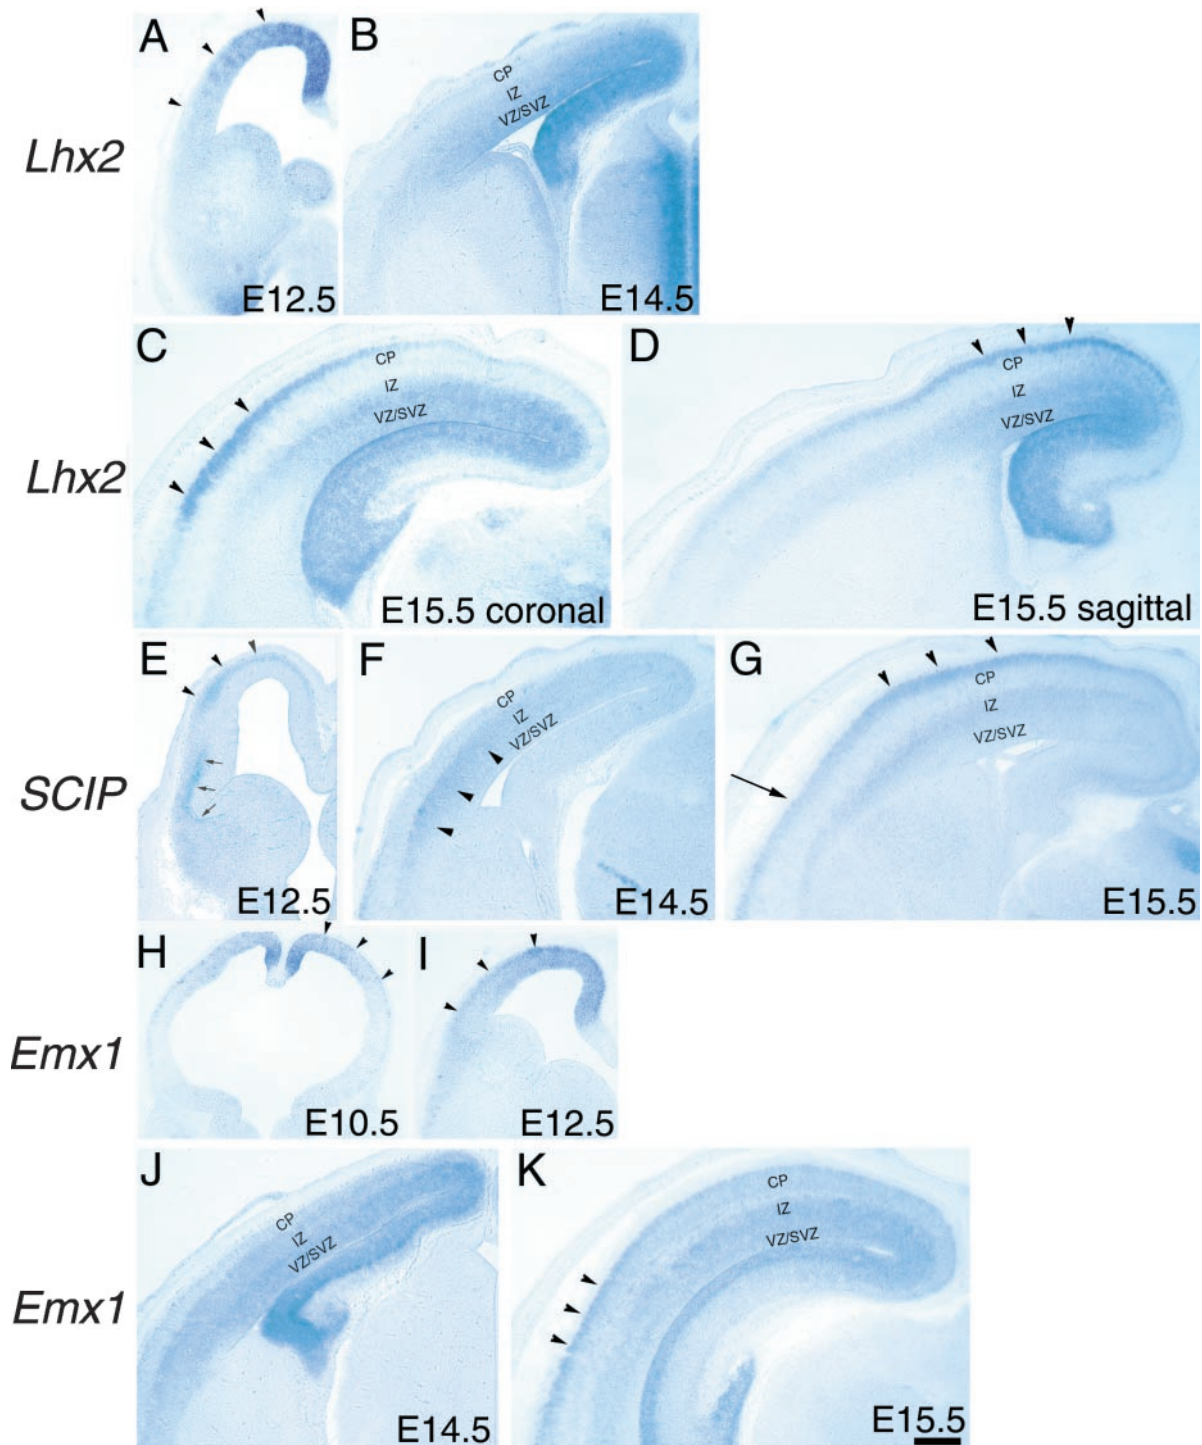 A
B
CP
IZ
VZ/SVZ
Lhx2
E12.5
E14.5
C
CP
IZ
VZ/SVZ
D
CP
IZ
VZ/SVZ
Lhx2
E15.5 coronal
E15.5 sagittal
E
F
CP
IZ
VZ/SVZ
G
CP
IZ
VZ/SVZ
SCIP
E12.5
E14.5
E15.5
H
I
Emx1
E10.5
E12.5
J
CP
IZ
VZ/SVZ
K
CP
IZ
VZ/SVZ
Emx1
E14.5
E15.5